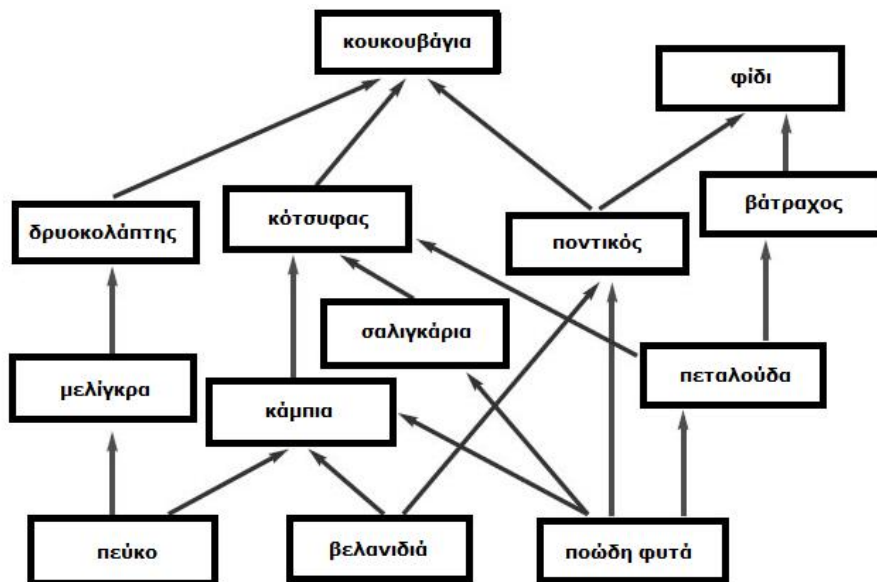 κουκουβάγια
φίδι
δρυοκολάπτης
κότσυφας
ποντικός
βάτραχος
σαλιγκάρια
μελίγκρα
κάμπια
πεταλούδα
πεύκο
βελανιδιά
ποώδη φυτά